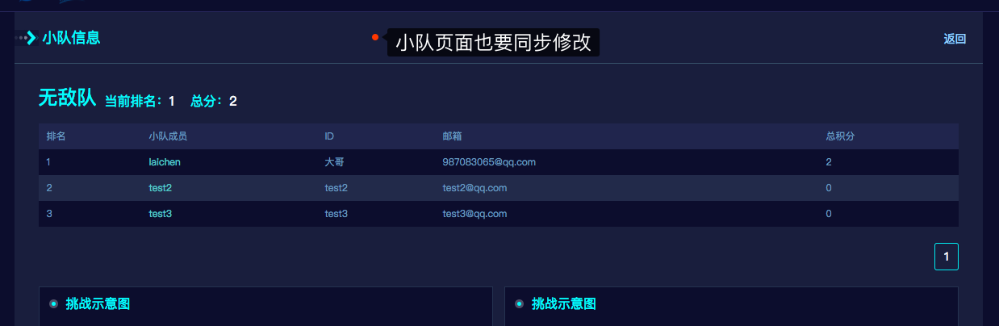 小队信息
小队页面也要同步修改
返回
无敌队 当前排名：1 总分：2
排名 小队成员 ID 邮箱 总积分
1 laichen 大哥 987083065@qq.com 2
2 test2 test2 test2@qq.com 0
3 test3 test3 test3@qq.com 0
1
挑战示意图 挑战示意图